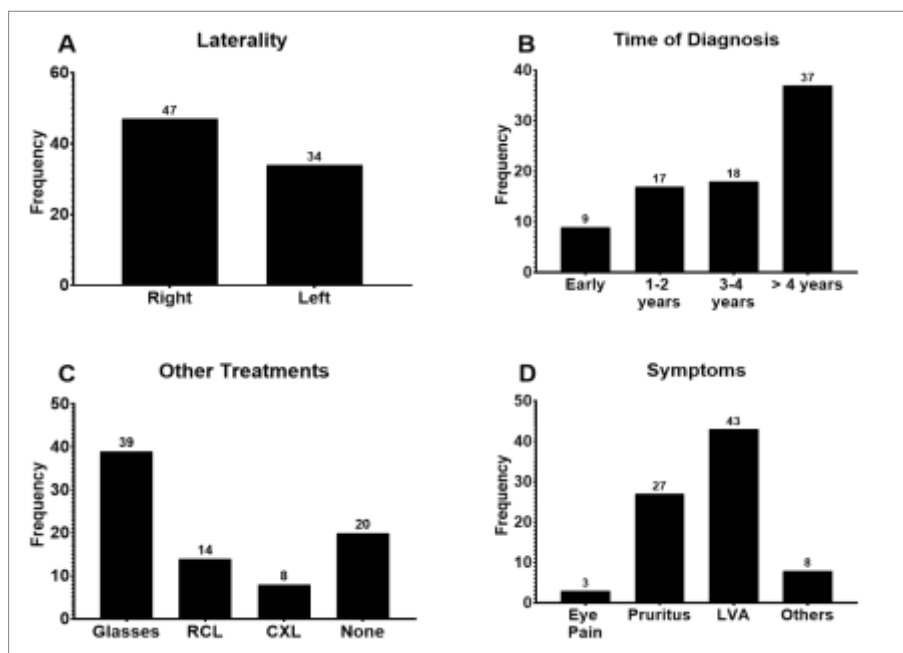 A
Laterality
Frequency
60
40
20
0
47
34
Right
Left
B
Time of Diagnosis
Frequency
40
30
20
10
0
9
17
18
37
Early
1-2
years
3-4
years
> 4 years
C
Other Treatments
Frequency
50
40
30
20
10
0
39
14
8
20
Glasses
RCL
CXL
None
D
Symptoms
Frequency
50
40
30
20
10
0
3
27
43
8
Eye
Pain
Pruritus
LVA
Others